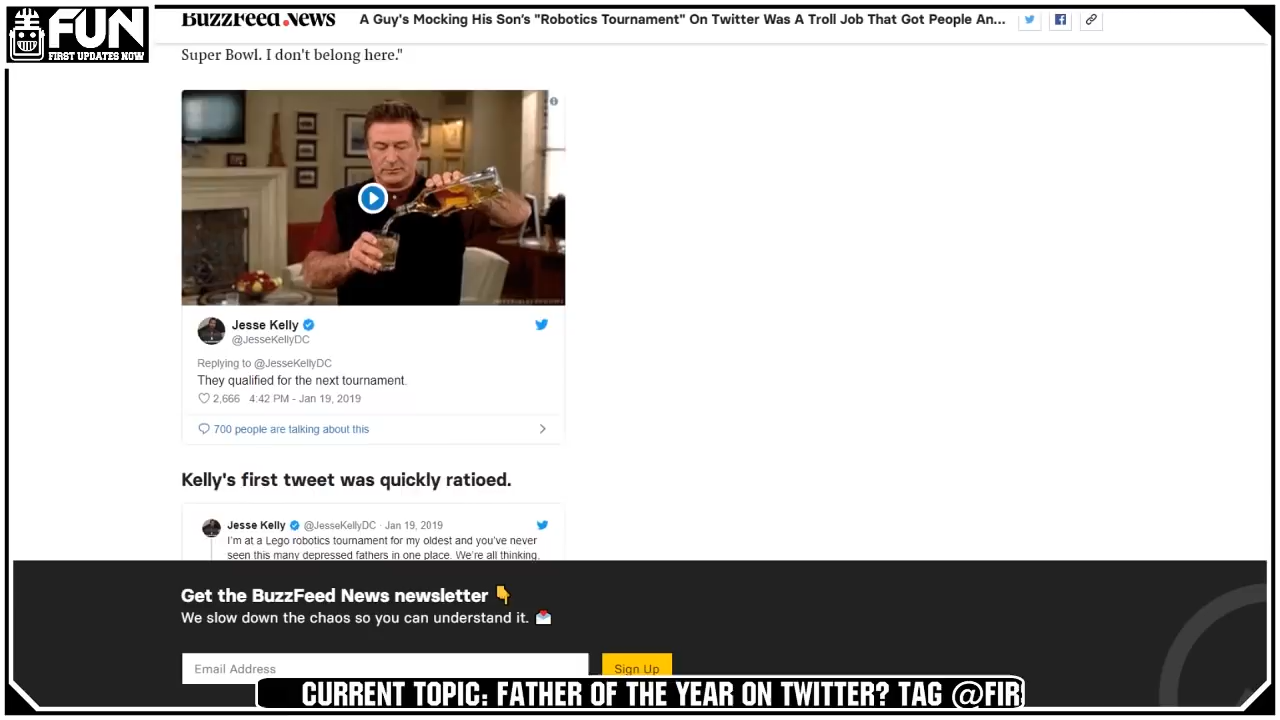 FUN
FIRST UPDATES NOW
BUZZFEED NEWS
A Guy's Mocking His Son's "Robotics Tournament" On Twitter Was A Troll Job That Got People An...
Super Bowl. I don't belong here."
Jesse Kelly
@JesseKellyDC
Replying to @JesseKellyDC
They qualified for the next tournament.
2,666 4:42 PM - Jan 19, 2019
700 people are talking about this
Kelly's first tweet was quickly ratioed.
Jesse Kelly @JesseKellyDC · Jan 19, 2019
I'm at a Lego robotics tournament for my oldest and you've never
seen this many depressed fathers in one place. We're all thinking,
Get the BuzzFeed News newsletter 👇
We slow down the chaos so you can understand it. 💌
Email Address
Sign Up
CURRENT TOPIC: FATHER OF THE YEAR ON TWITTER? TAG @FIR